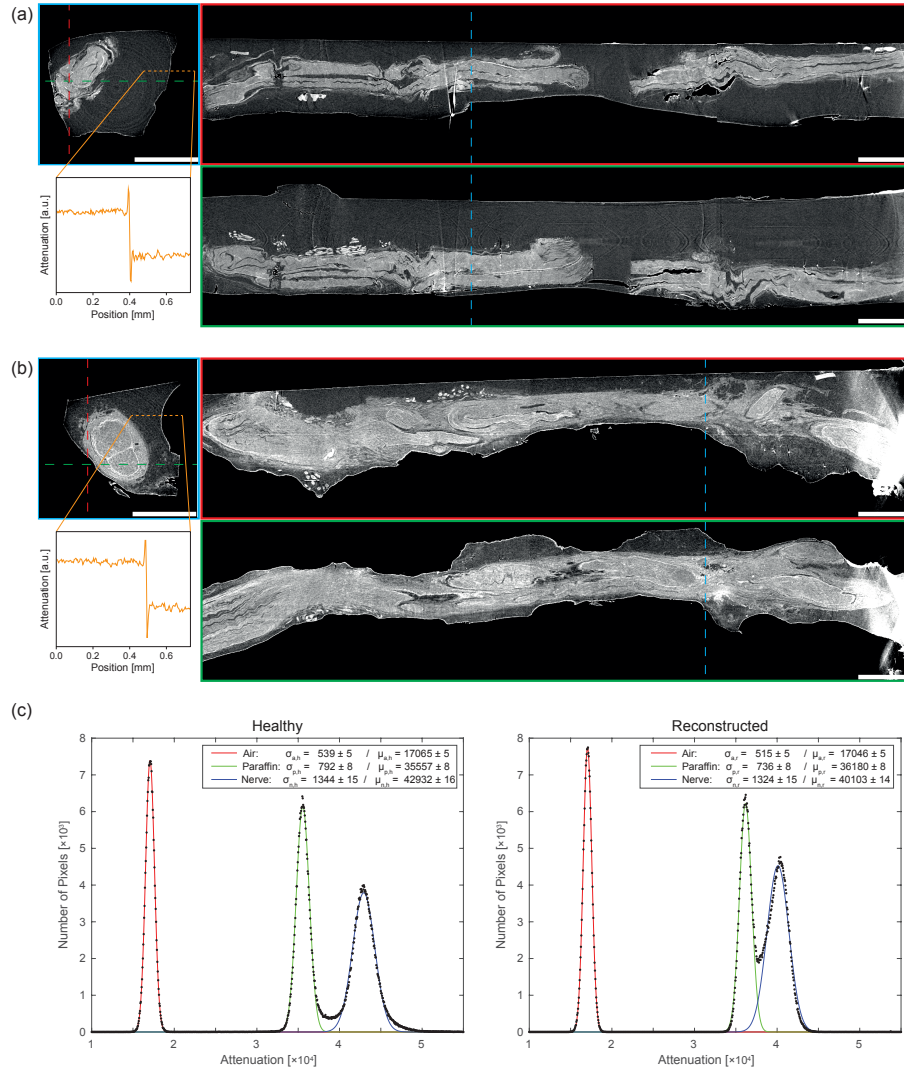 (a)
Attenuation [a.u.]
0.0 0.2 0.4 0.6
Position [mm]
(b)
Attenuation [a.u.]
0.0 0.2 0.4 0.6
Position [mm]
(c)
Healthy
Air: σa,h = 539 ± 5 / μa,h = 17065 ± 5
Paraffin: σp,h = 792 ± 8 / μp,h = 35557 ± 8
Nerve: σn,h = 1344 ± 15 / μn,h = 42932 ± 16
Number of Pixels [×10³]
8
7
6
5
4
3
2
1
0
1 2 3 4 5
Attenuation [×10⁴]
Reconstructed
Air: σa,r = 515 ± 5 / μa,r = 17046 ± 5
Paraffin: σp,r = 736 ± 8 / μp,r = 36180 ± 8
Nerve: σn,r = 1324 ± 15 / μn,r = 40103 ± 14
Number of Pixels [×10³]
8
7
6
5
4
3
2
1
0
1 2 3 4 5
Attenuation [×10⁴]